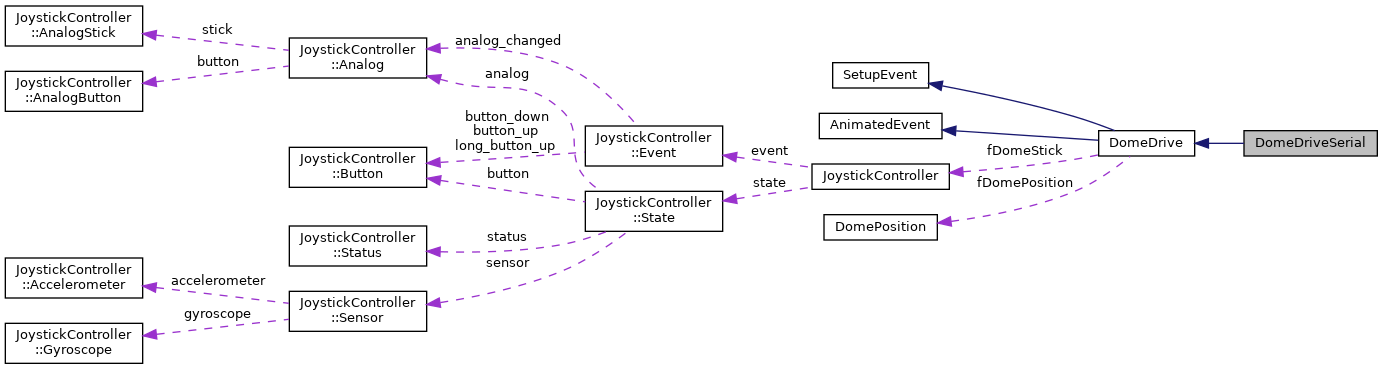 JoystickController
::AnalogStick
stick
JoystickController
::AnalogButton
button
JoystickController
::Analog
analog_changed
analog
button_down
button_up
long_button_up
JoystickController
::Button
button
JoystickController
::Status
status
sensor
JoystickController
::Accelerometer
accelerometer
JoystickController
::Gyroscope
gyroscope
JoystickController
::Sensor
JoystickController
::Event
event
JoystickController
::State
state
SetupEvent
AnimatedEvent
JoystickController
DomePosition
fDomeStick
fDomePosition
DomeDrive
DomeDriveSerial